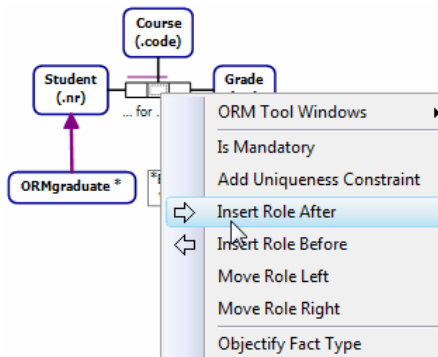 Course
(.code)
Student
(.nr)
Grade
... for .
ORMgraduate *
ORM Tool Windows
Is Mandatory
Add Uniqueness Constraint
Insert Role After
Insert Role Before
Move Role Left
Move Role Right
Objectify Fact Type